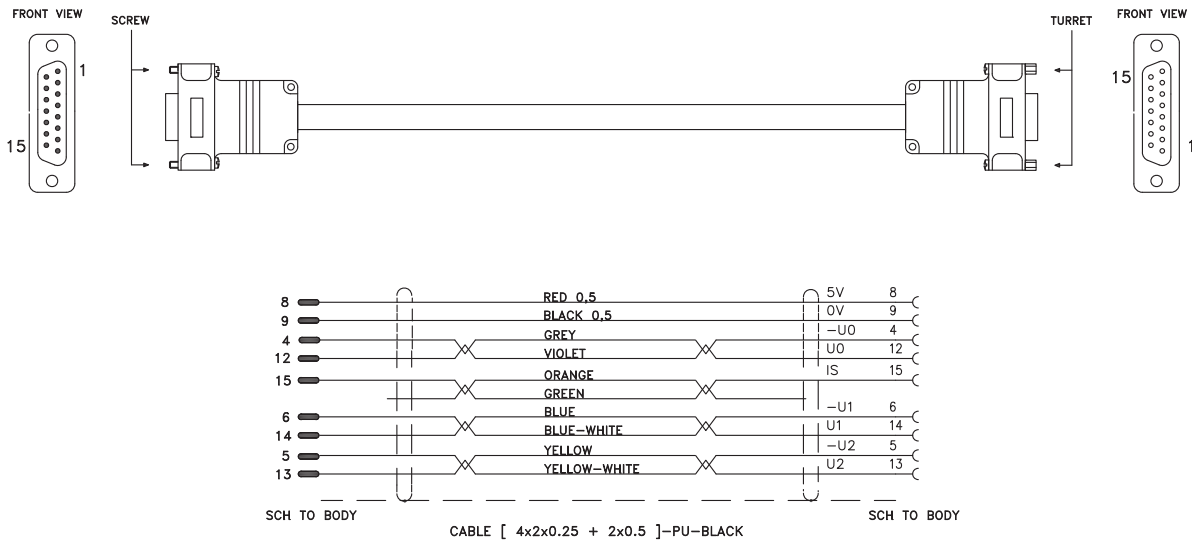 FRONT VIEW
SCREW
TURRET
FRONT VIEW
1
15
15
1
8 RED 0,5 5V 8
9 BLACK 0,5 0V 9
4 GREY -U0 4
12 VIOLET U0 12
15 ORANGE IS 15
GREEN
6 BLUE -U1 6
14 BLUE-WHITE U1 14
5 YELLOW -U2 5
13 YELLOW-WHITE U2 13
SCH TO BODY
SCH TO BODY
CABLE [ 4x2x0.25 + 2x0.5 ]-PU-BLACK